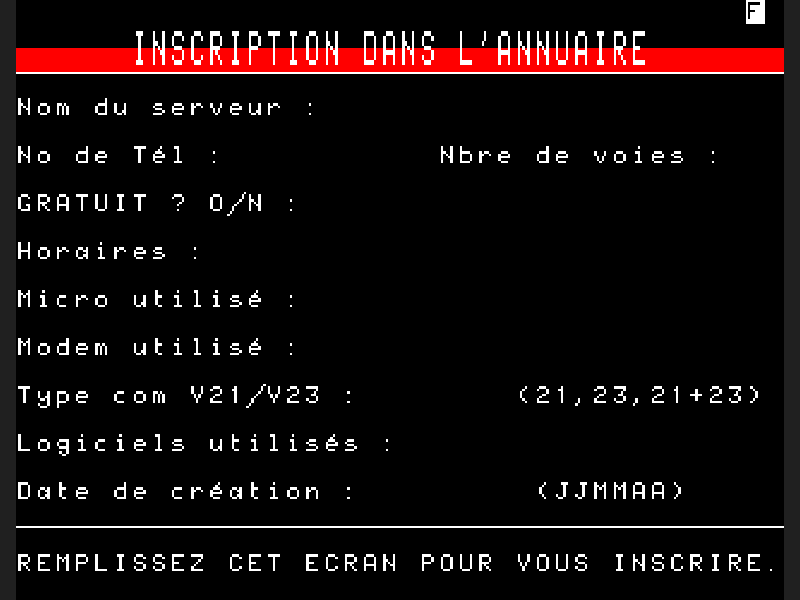 F
INSCRIPTION DANS L'ANNUAIRE
Nom du serveur :
No de Tél : Nbre de voies :
GRATUIT ? O/N :
Horaires :
Micro utilisé :
Modem utilisé :
Type com V21/V23 : (21,23,21+23)
Logiciels utilisés :
Date de création : (JJMMAA)
REMPLISSEZ CET ECRAN POUR VOUS INSCRIRE.